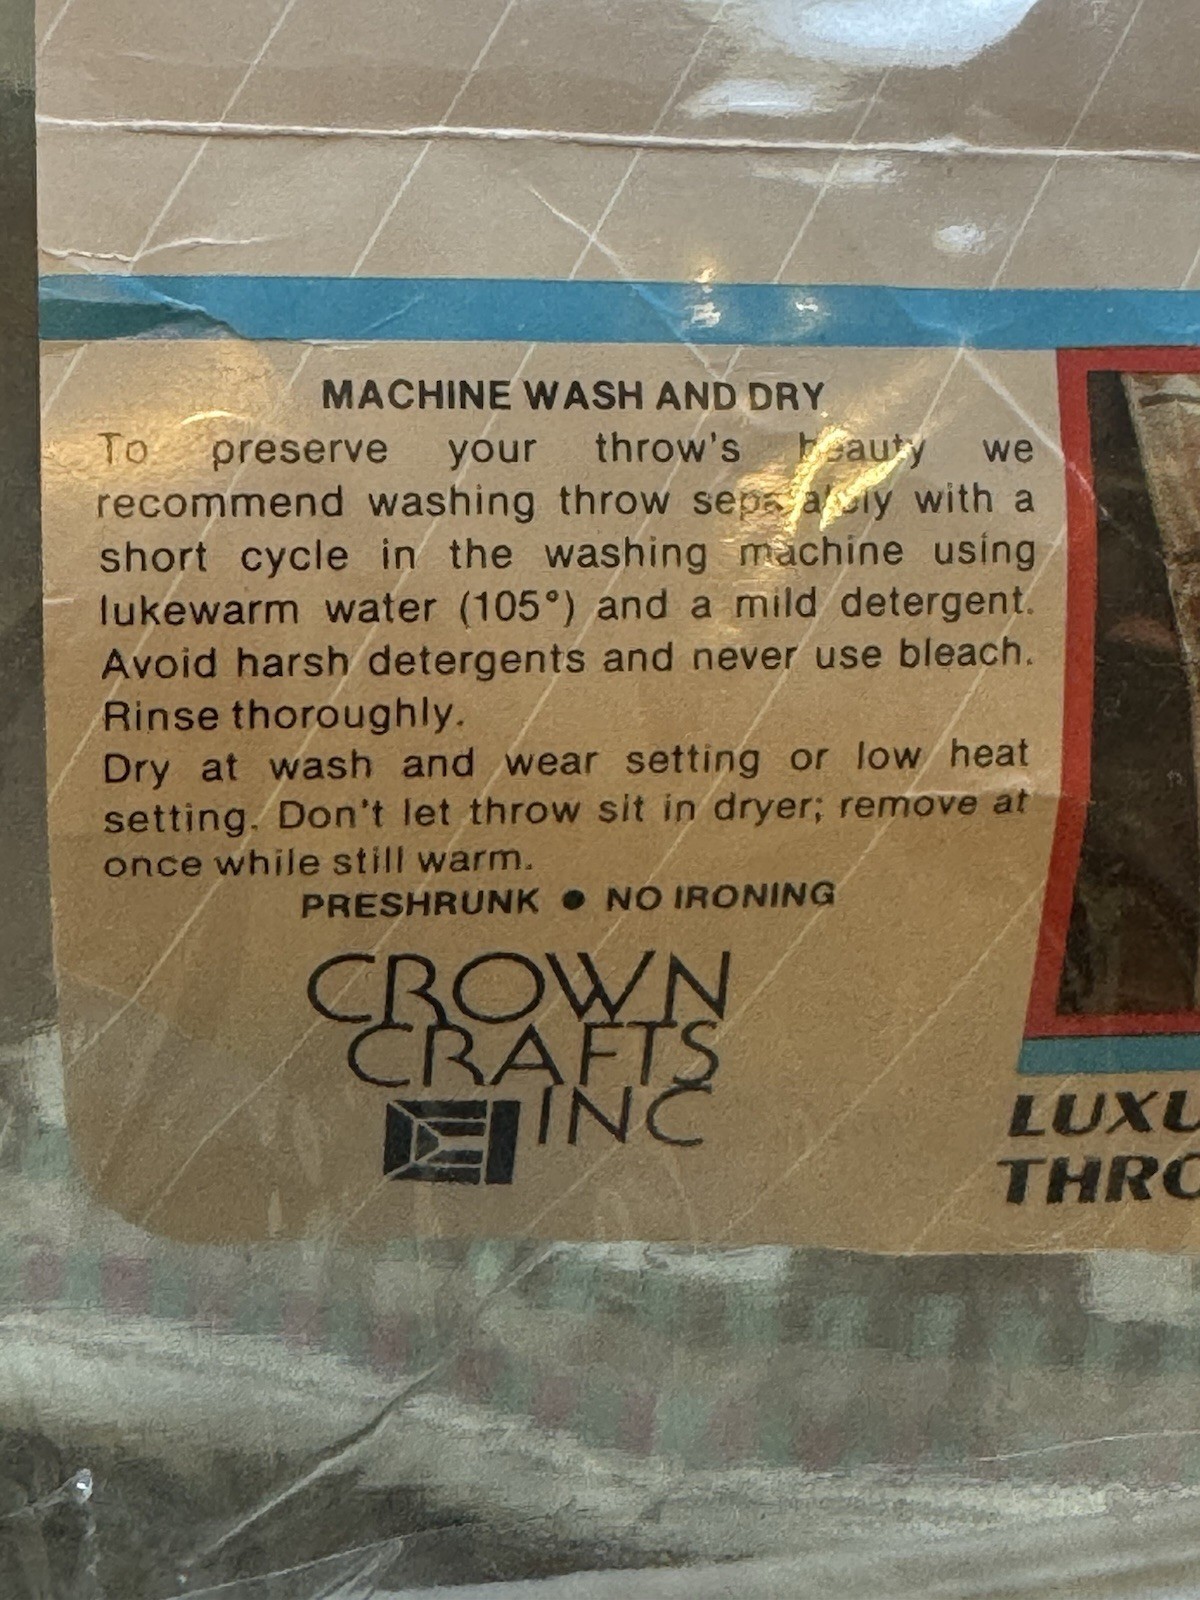 MACHINE WASH AND DRY
To preserve your throw's beauty we
recommend washing throw separately with a
short cycle in the washing machine using
lukewarm water (105°) and a mild detergent.
Avoid harsh detergents and never use bleach.
Rinse thoroughly.
Dry at wash and wear setting or low heat
setting. Don't let throw sit in dryer; remove at
once while still warm.
PRESHRUNK ● NO IRONING
CROWN
CRAFTS
INC
LUXU
THRO